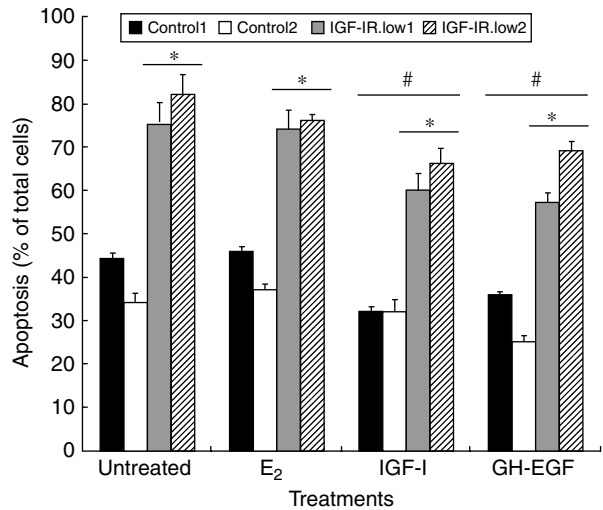 100
90
80
70
60
50
40
30
20
10
0
Apoptosis (% of total cells)
Control1 Control2 IGF-IR.low1 IGF-IR.low2
* * # * # *
Untreated E₂ IGF-I GH-EGF
Treatments